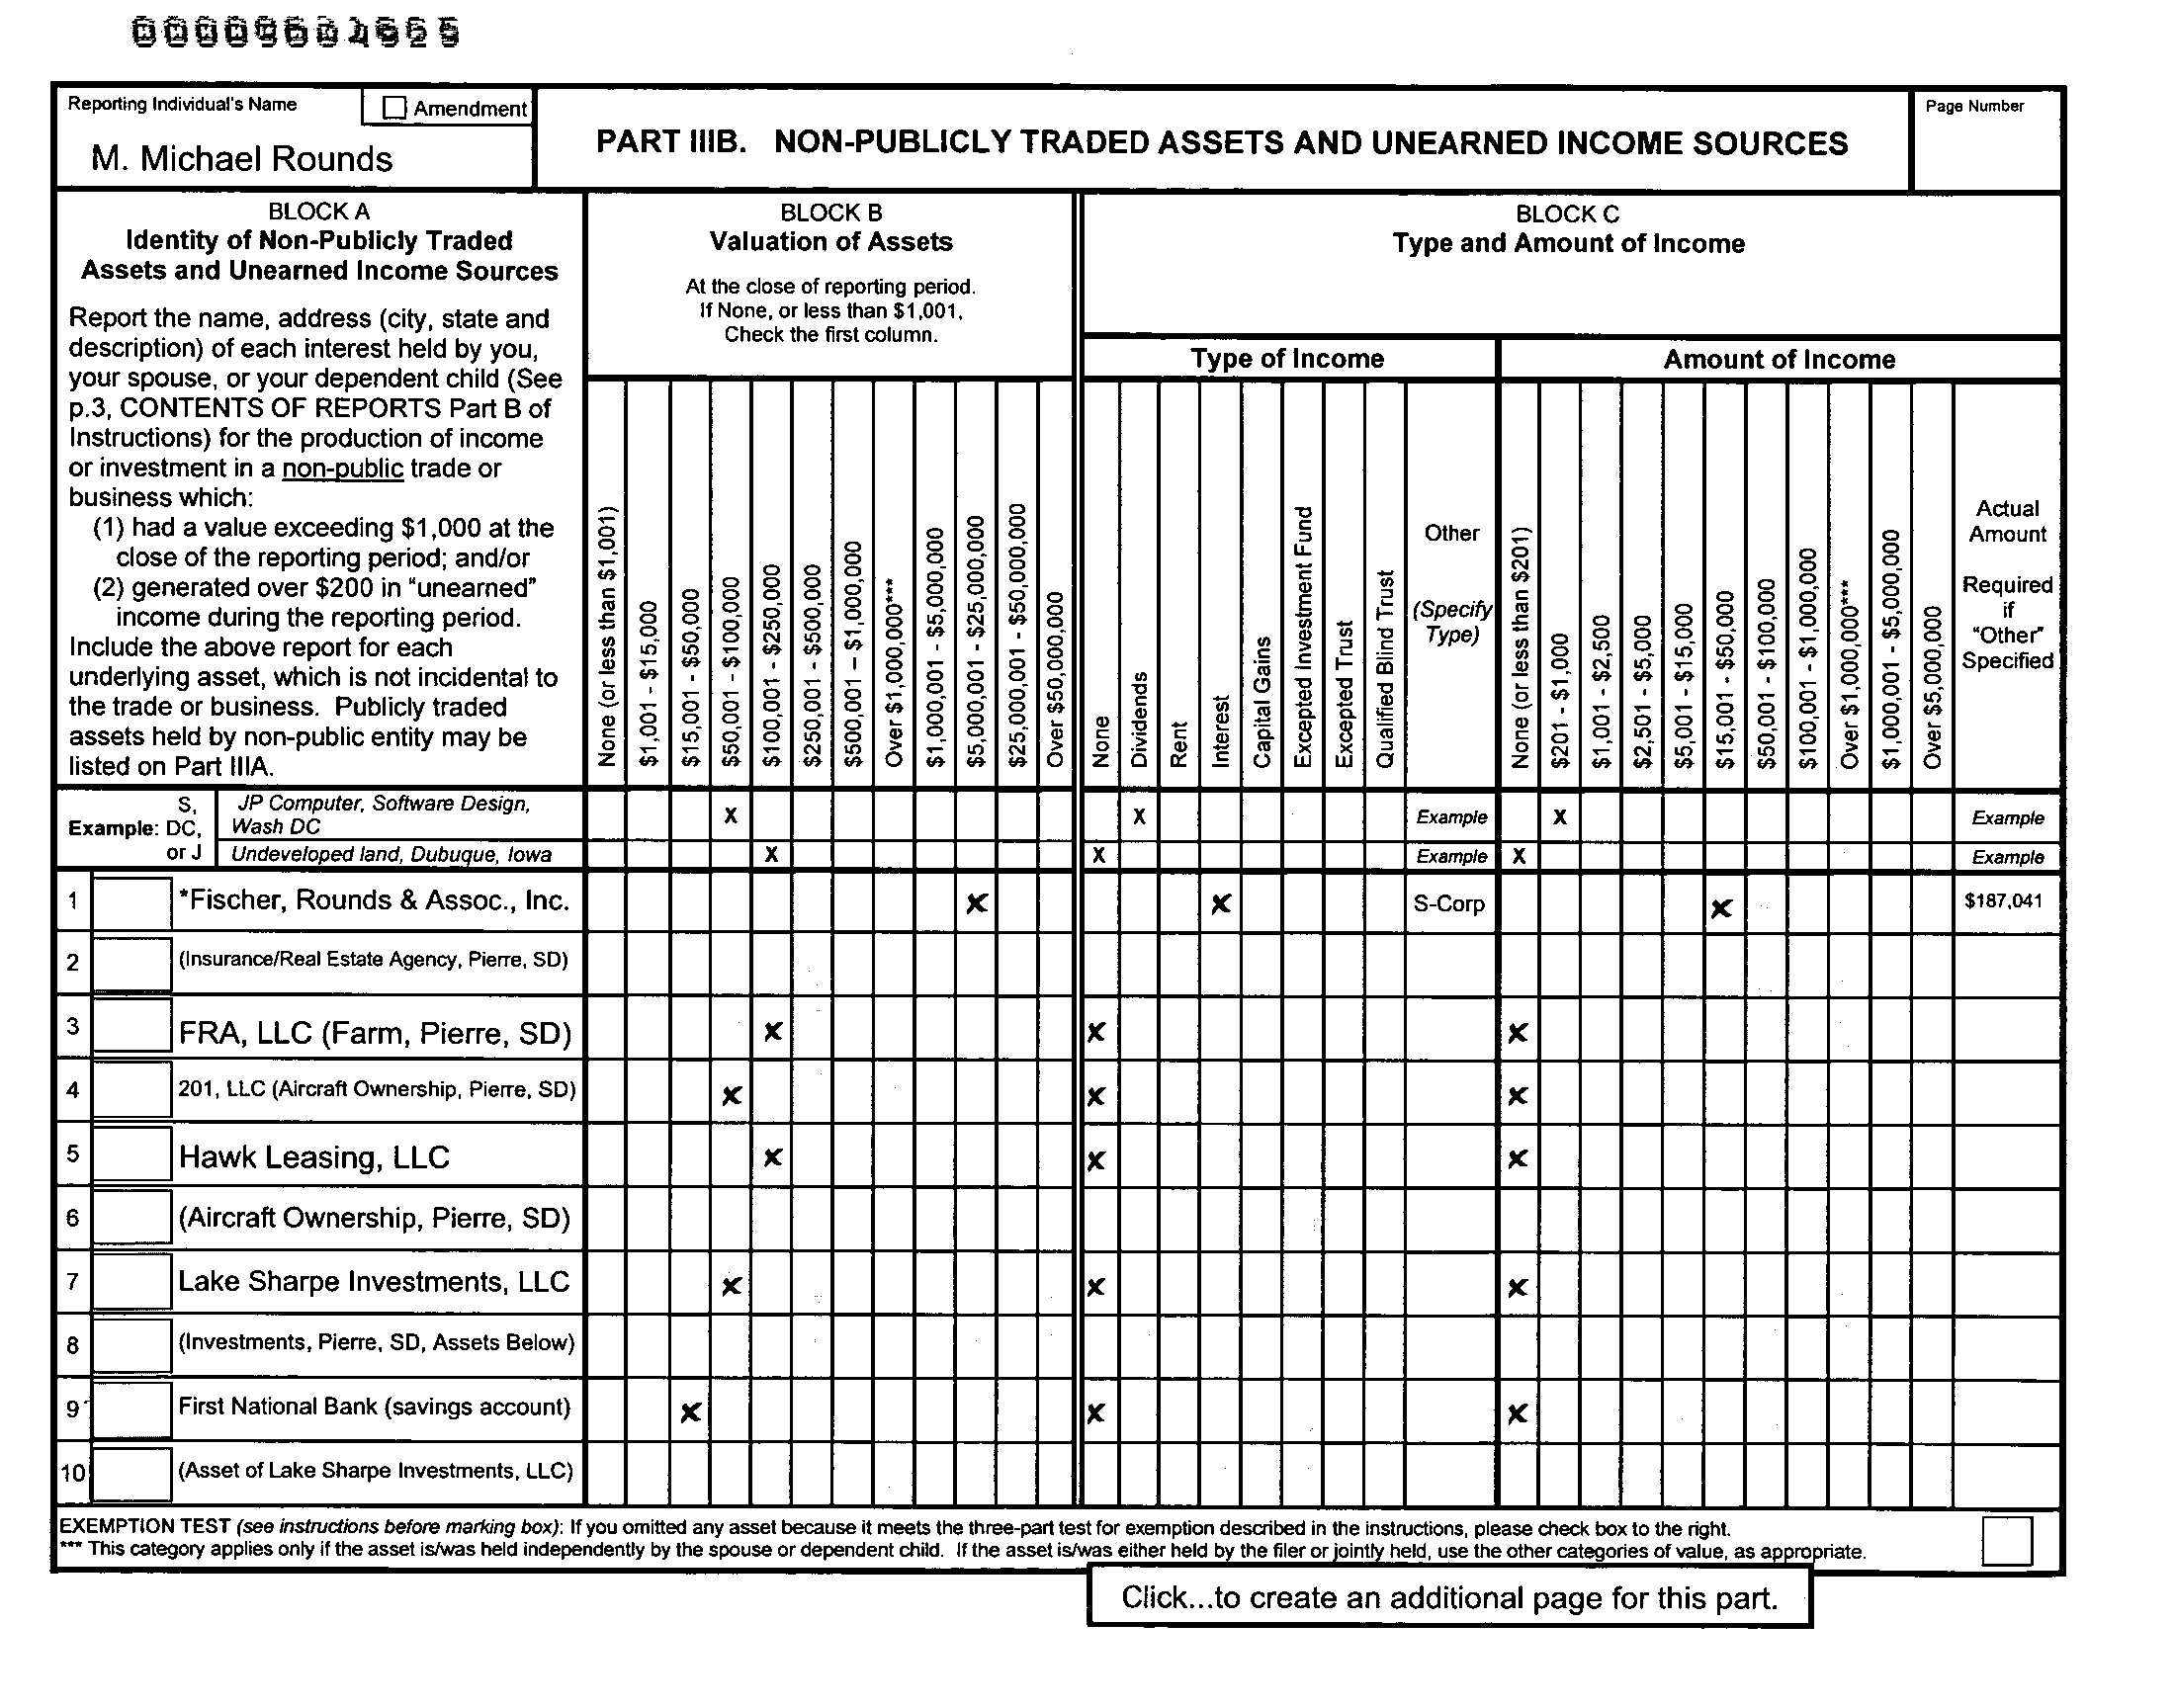 Reporting Individual's Name
Amendment
M. Michael Rounds
PART IIIB. NON-PUBLICLY TRADED ASSETS AND UNEARNED INCOME SOURCES
Page Number
BLOCK A
Identity of Non-Publicly Traded
Assets and Unearned Income Sources
Report the name, address (city, state and
description) of each interest held by you,
your spouse, or your dependent child (See
p.3, CONTENTS OF REPORTS Part B of
Instructions) for the production of income
or investment in a non-public trade or
business which:
(1) had a value exceeding $1,000 at the
close of the reporting period; and/or
(2) generated over $200 in “unearned”
income during the reporting period.
Include the above report for each
underlying asset, which is not incidental to
the trade or business. Publicly traded
assets held by non-public entity may be
listed on Part IIIA.
BLOCK B
Valuation of Assets
At the close of reporting period.
If None, or less than $1,001,
Check the first column.
None (or less than $1,001)
$1,001 - $15,000
$15,001 - $50,000
$50,001 - $100,000
$100,001 - $250,000
$250,001 - $500,000
$500,001 – $1,000,000
Over $1,000,000***
$1,000,001 - $5,000,000
$5,000,001 - $25,000,000
$25,000,001 - $50,000,000
Over $50,000,000
BLOCK C
Type and Amount of Income
Type of Income
None
Dividends
Rent
Interest
Capital Gains
Excepted Investment Fund
Excepted Trust
Qualified Blind Trust
Other
(Specify
Type)
Amount of Income
None (or less than $201)
$201 - $1,000
$1,001 - $2,500
$2,501 - $5,000
$5,001 - $15,000
$15,001 - $50,000
$50,001 - $100,000
$100,001 - $1,000,000
Over $1,000,000***
$1,000,001 - $5,000,000
Over $5,000,000
Actual
Amount
Required
if
“Other”
Specified
Example:
S,
DC,
or J
JP Computer, Software Design,
Wash DC
X X Example X Example
Undeveloped land, Dubuque, Iowa X X Example X Example
1 *Fischer, Rounds & Assoc., Inc. X X S-Corp X $187,041
2 (Insurance/Real Estate Agency, Pierre, SD)
3 FRA, LLC (Farm, Pierre, SD) X X X
4 201, LLC (Aircraft Ownership, Pierre, SD) X X X
5 Hawk Leasing, LLC X X X
6 (Aircraft Ownership, Pierre, SD)
7 Lake Sharpe Investments, LLC X X X
8 (Investments, Pierre, SD, Assets Below)
9 First National Bank (savings account) X X X
10 (Asset of Lake Sharpe Investments, LLC)
EXEMPTION TEST (see instructions before marking box): If you omitted any asset because it meets the three-part test for exemption described in the instructions, please check box to the right.
*** This category applies only if the asset is/was held independently by the spouse or dependent child. If the asset is/was either held by the filer or jointly held, use the other categories of value, as appropriate.
Click...to create an additional page for this part.